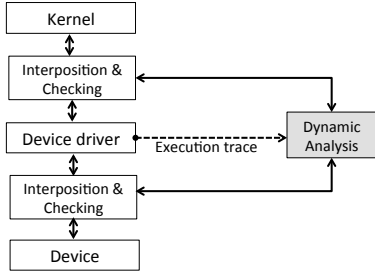 Kernel
Interposition &
Checking
Device driver
Execution trace
Dynamic
Analysis
Interposition &
Checking
Device